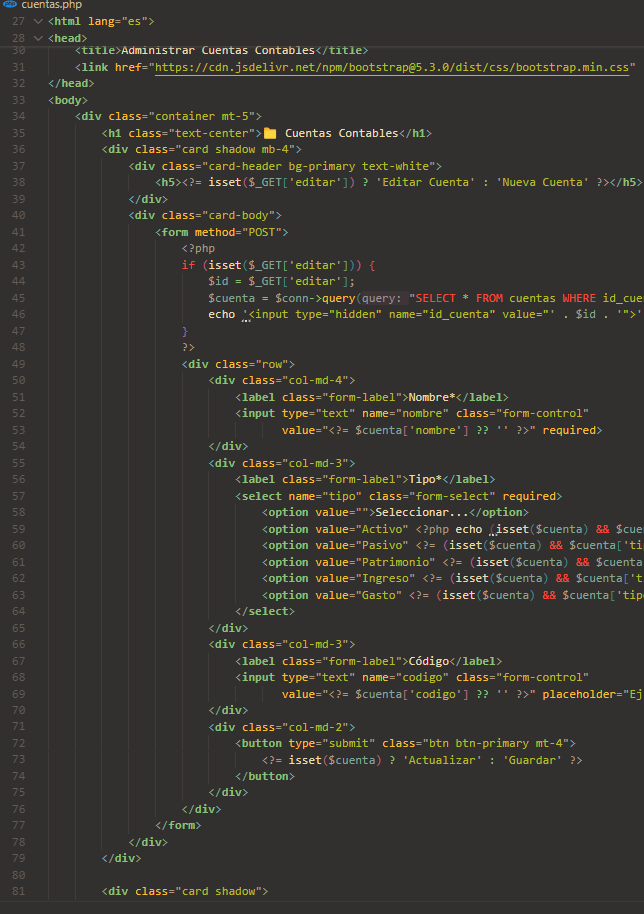 cuentas.php
27 <html lang="es">
28 <head>
30 <title>Administrar Cuentas Contables</title>
31 <link href="https://cdn.jsdelivr.net/npm/bootstrap@5.3.0/dist/css/bootstrap.min.css"
32 </head>
33 <body>
34 <div class="container mt-5">
35 <h1 class="text-center">📁 Cuentas Contables</h1>
36 <div class="card shadow mb-4">
37 <div class="card-header bg-primary text-white">
38 <h5><?= isset($_GET['editar']) ? 'Editar Cuenta' : 'Nueva Cuenta' ?></h5>
39 </div>
40 <div class="card-body">
41 <form method="POST">
42 <?php
43 if (isset($_GET['editar'])) {
44 $id = $_GET['editar'];
45 $cuenta = $conn->query(query: "SELECT * FROM cuentas WHERE id_cue
46 echo '<input type="hidden" name="id_cuenta" value="' . $id . '">'
47 }
48 ?>
49 <div class="row">
50 <div class="col-md-4">
51 <label class="form-label">Nombre*</label>
52 <input type="text" name="nombre" class="form-control"
53 value="<?= $cuenta['nombre'] ?? '' ?>" required>
54 </div>
55 <div class="col-md-3">
56 <label class="form-label">Tipo*</label>
57 <select name="tipo" class="form-select" required>
58 <option value="">Seleccionar...</option>
59 <option value="Activo" <?php echo (isset($cuenta) && $cue
60 <option value="Pasivo" <?= (isset($cuenta) && $cuenta['ti
61 <option value="Patrimonio" <?= (isset($cuenta) && $cuenta
62 <option value="Ingreso" <?= (isset($cuenta) && $cuenta['t
63 <option value="Gasto" <?= (isset($cuenta) && $cuenta['tip
64 </select>
65 </div>
66 <div class="col-md-3">
67 <label class="form-label">Código</label>
68 <input type="text" name="codigo" class="form-control"
69 value="<?= $cuenta['codigo'] ?? '' ?>" placeholder="Ej
70 </div>
71 <div class="col-md-2">
72 <button type="submit" class="btn btn-primary mt-4">
73 <?= isset($cuenta) ? 'Actualizar' : 'Guardar' ?>
74 </button>
75 </div>
76 </div>
77 </form>
78 </div>
79 </div>
80
81 <div class="card shadow">